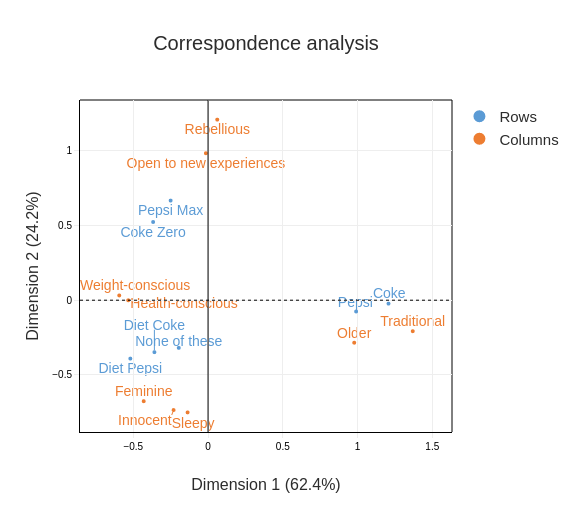 Correspondence analysis
Rows
Columns
Rebellious
Open to new experiences
Pepsi Max
Coke Zero
Weight-conscious
Health-conscious
Coke
Pepsi
Traditional
Older
Diet Coke
None of these
Diet Pepsi
Feminine
Innocent
Sleepy
1
0.5
0
−0.5
−0.5
0
0.5
1
1.5
Dimension 2 (24.2%)
Dimension 1 (62.4%)